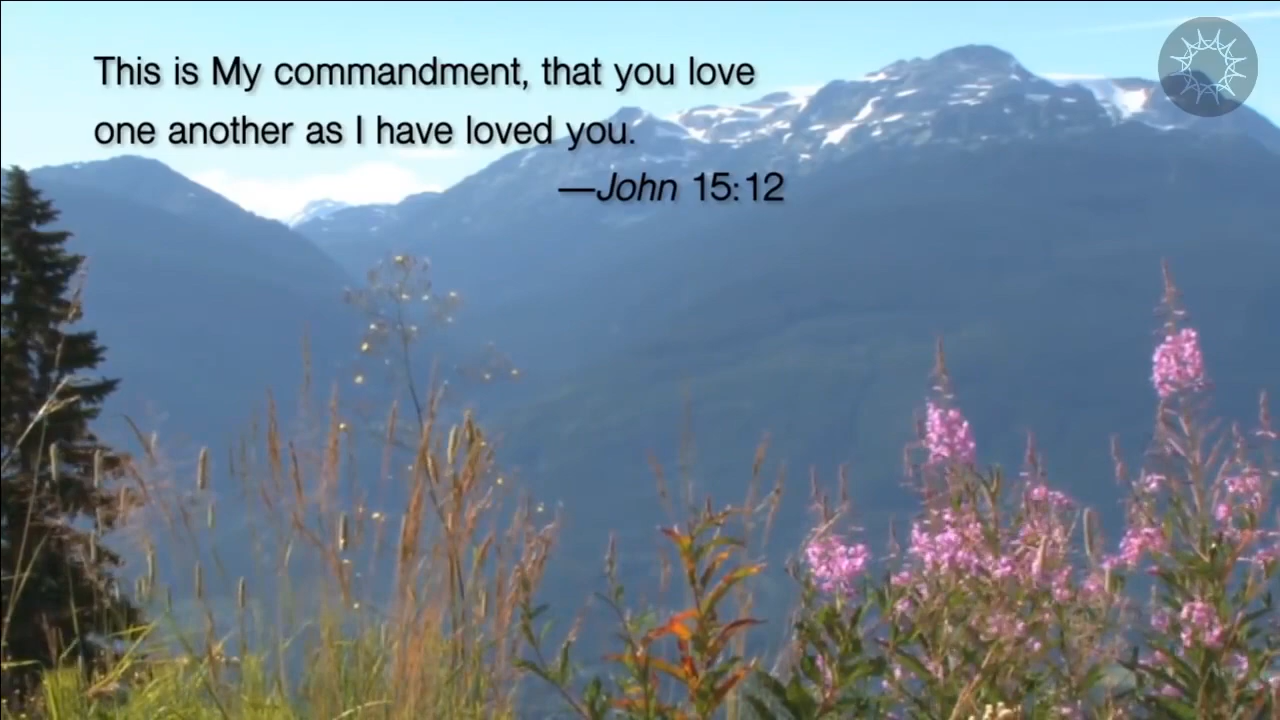 This is My commandment, that you love
one another as I have loved you.
—John 15:12